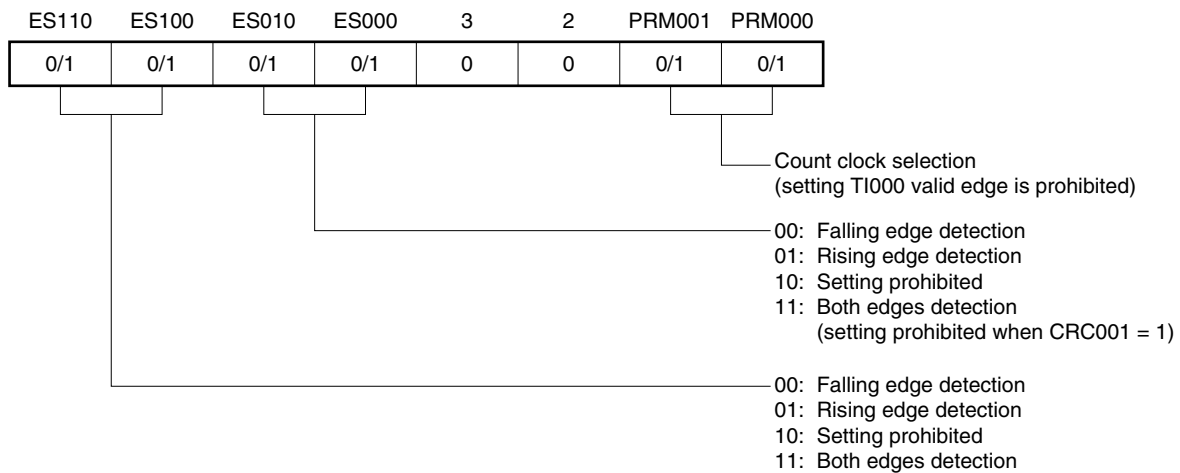 ES110 ES100 ES010 ES000 3 2 PRM001 PRM000
0/1 0/1 0/1 0/1 0 0 0/1 0/1
Count clock selection
(setting TI000 valid edge is prohibited)
00: Falling edge detection
01: Rising edge detection
10: Setting prohibited
11: Both edges detection
(setting prohibited when CRC001 = 1)
00: Falling edge detection
01: Rising edge detection
10: Setting prohibited
11: Both edges detection